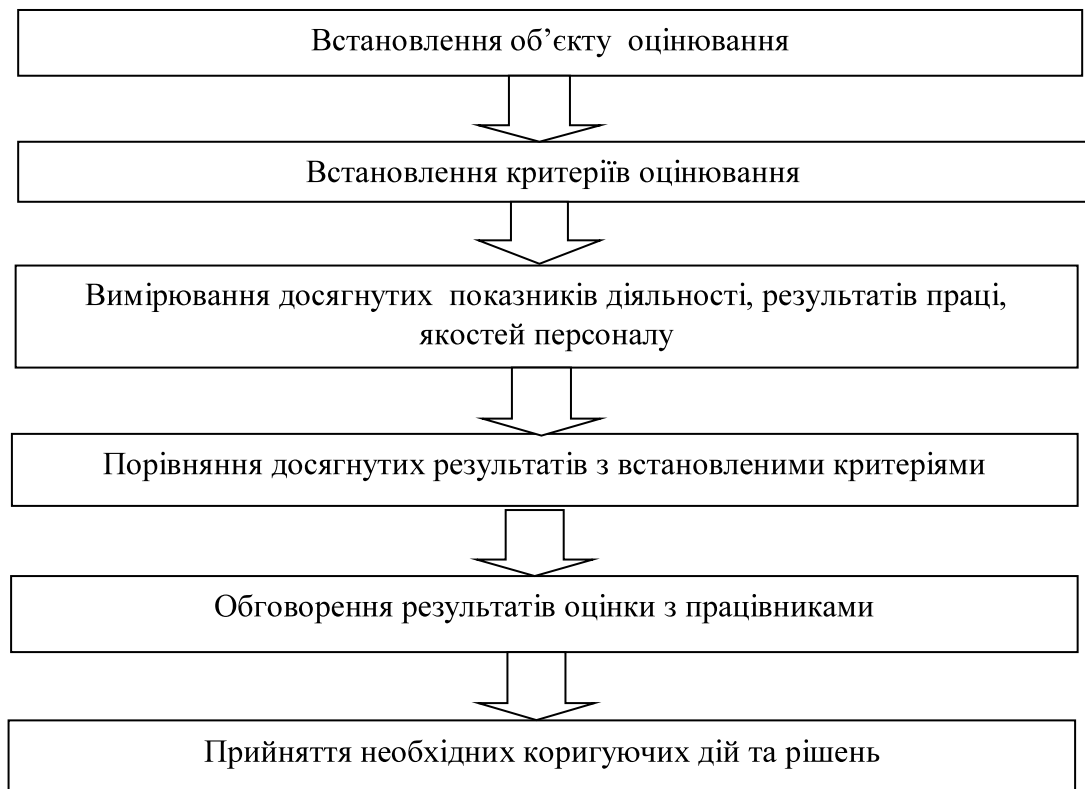 Встановлення об’єкту оцінювання
Встановлення критеріїв оцінювання
Вимірювання досягнутих показників діяльності, результатів праці,
якостей персоналу
Порівняння досягнутих результатів з встановленими критеріями
Обговорення результатів оцінки з працівниками
Прийняття необхідних коригуючих дій та рішень